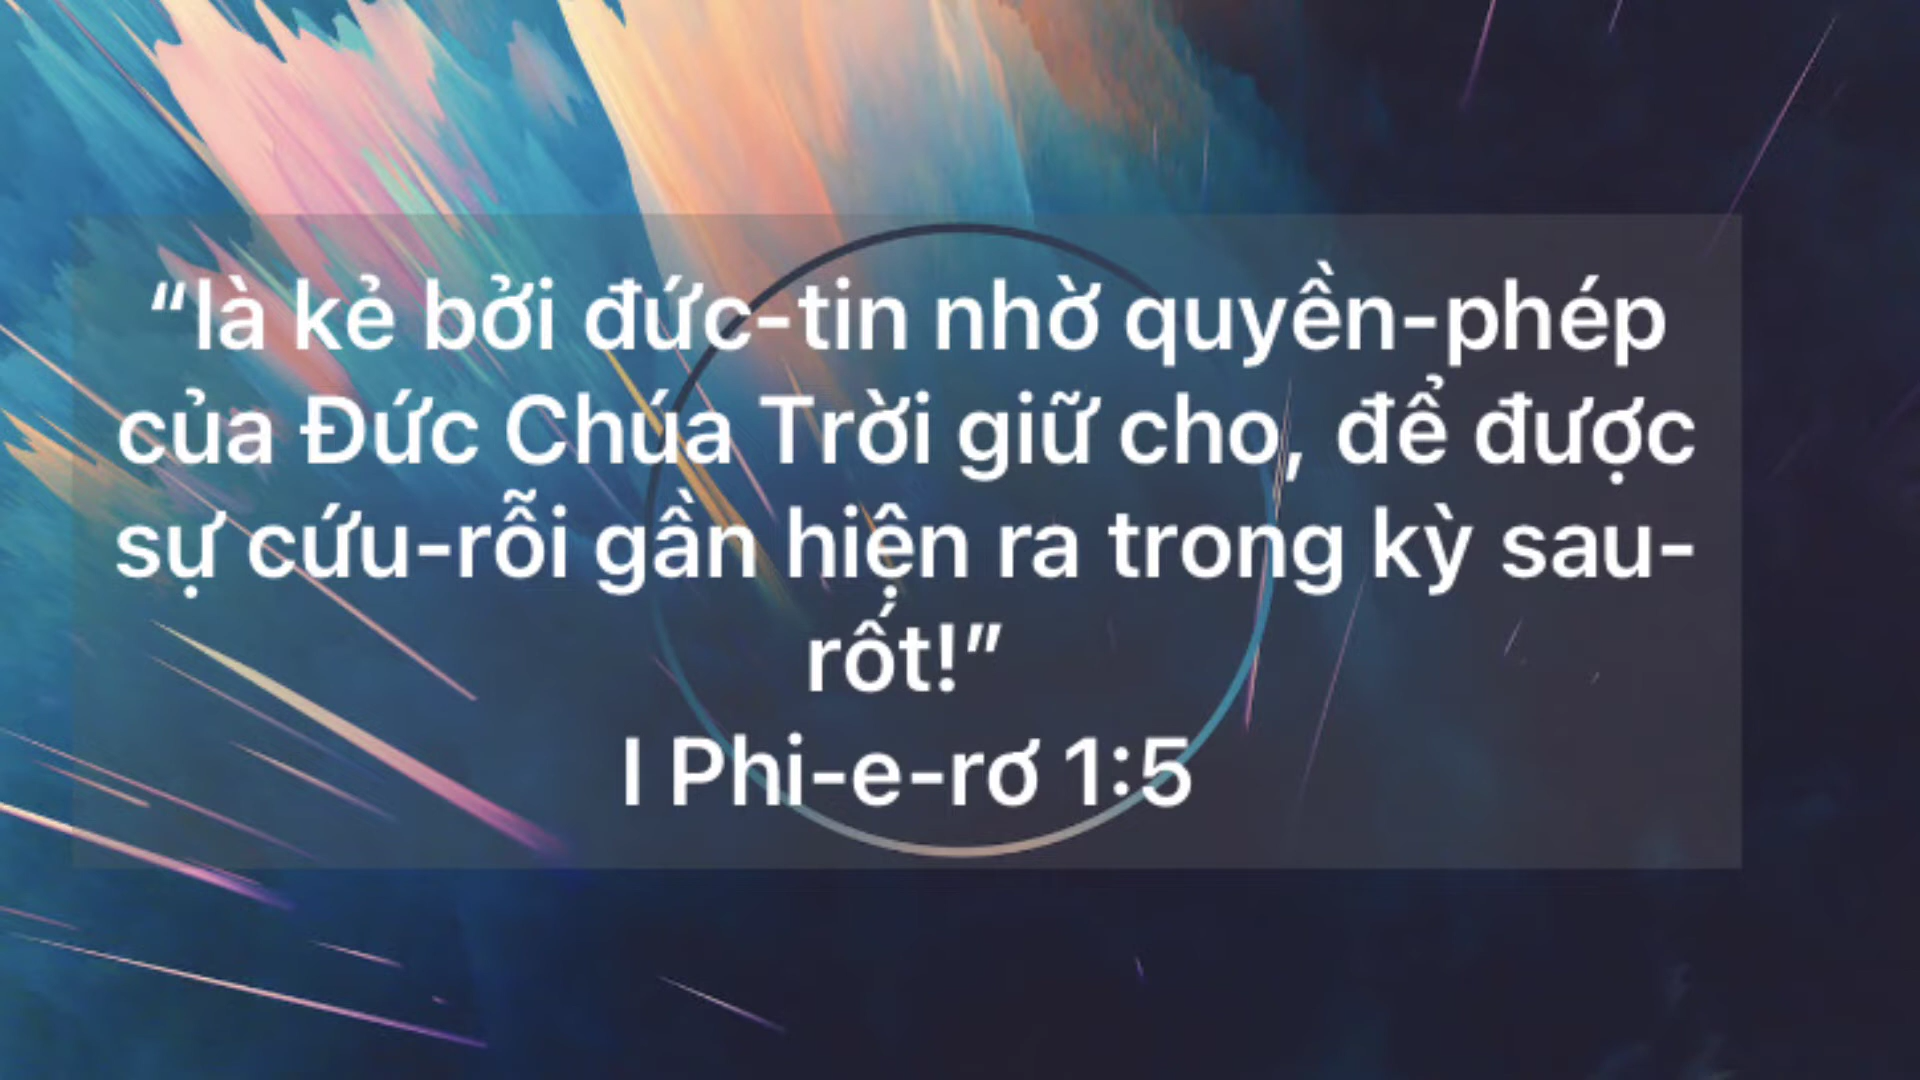 “là kẻ bởi đức-tin nhờ quyền-phép
của Đức Chúa Trời giữ cho, để được
sự cứu-rỗi gần hiện ra trong kỳ sau-
rốt!”
I Phi-e-rơ 1:5